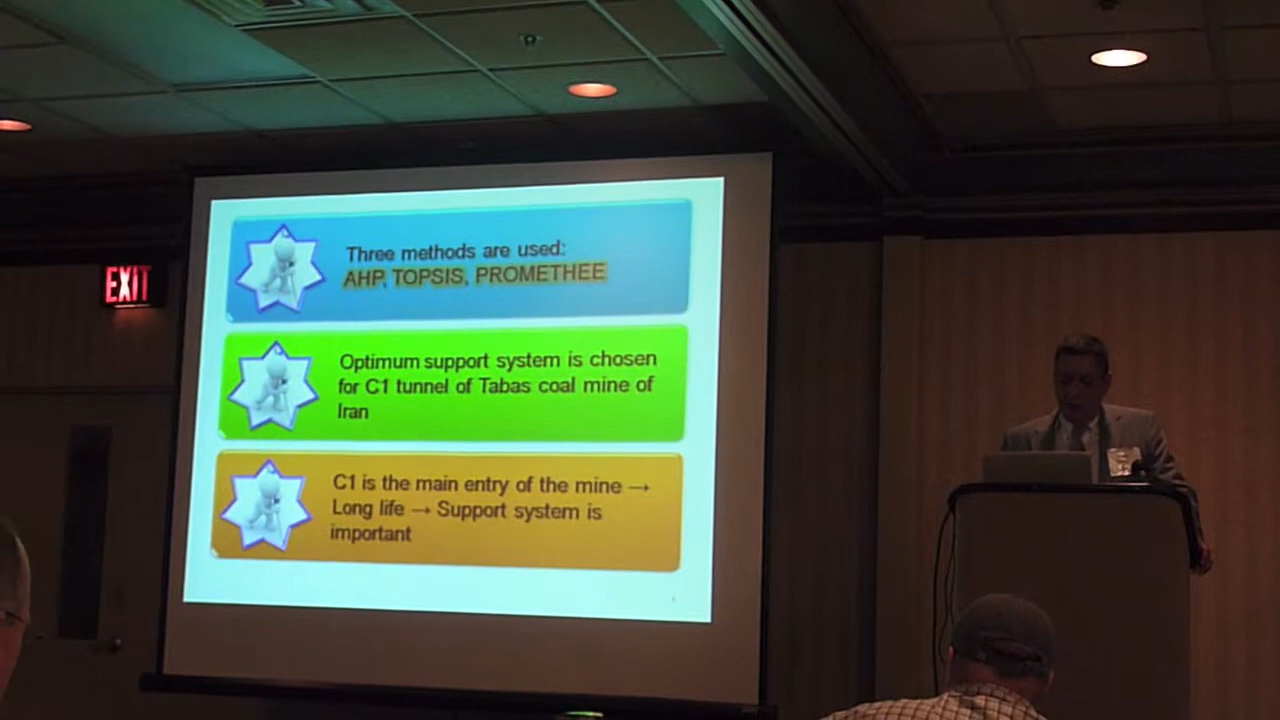 EXIT
Three methods are used:
AHP, TOPSIS, PROMETHEE
Optimum support system is chosen
for C1 tunnel of Tabas coal mine of
Iran
C1 is the main entry of the mine →
Long life → Support system is
important